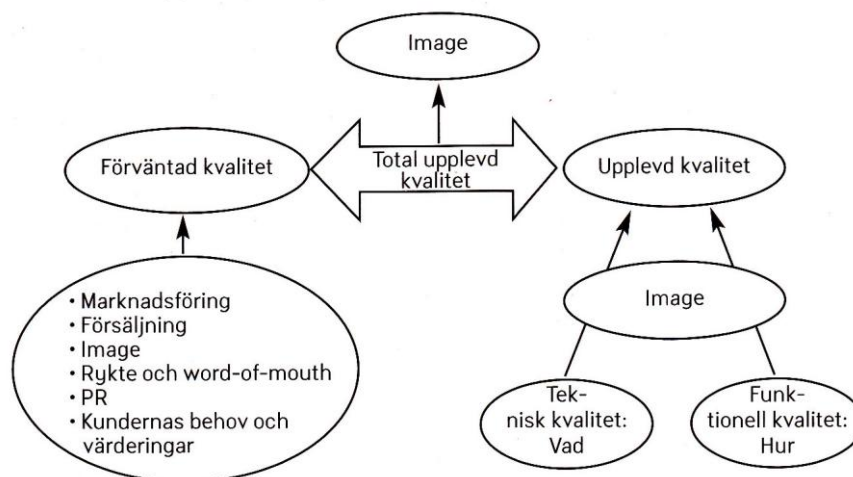 Image
Förväntad kvalitet
Total upplevd
kvalitet
Upplevd kvalitet
• Marknadsföring
• Försäljning
• Image
• Rykte och word-of-mouth
• PR
• Kundernas behov och
värderingar
Image
Tek-
nisk kvalitet:
Vad
Funk-
tionell kvalitet:
Hur